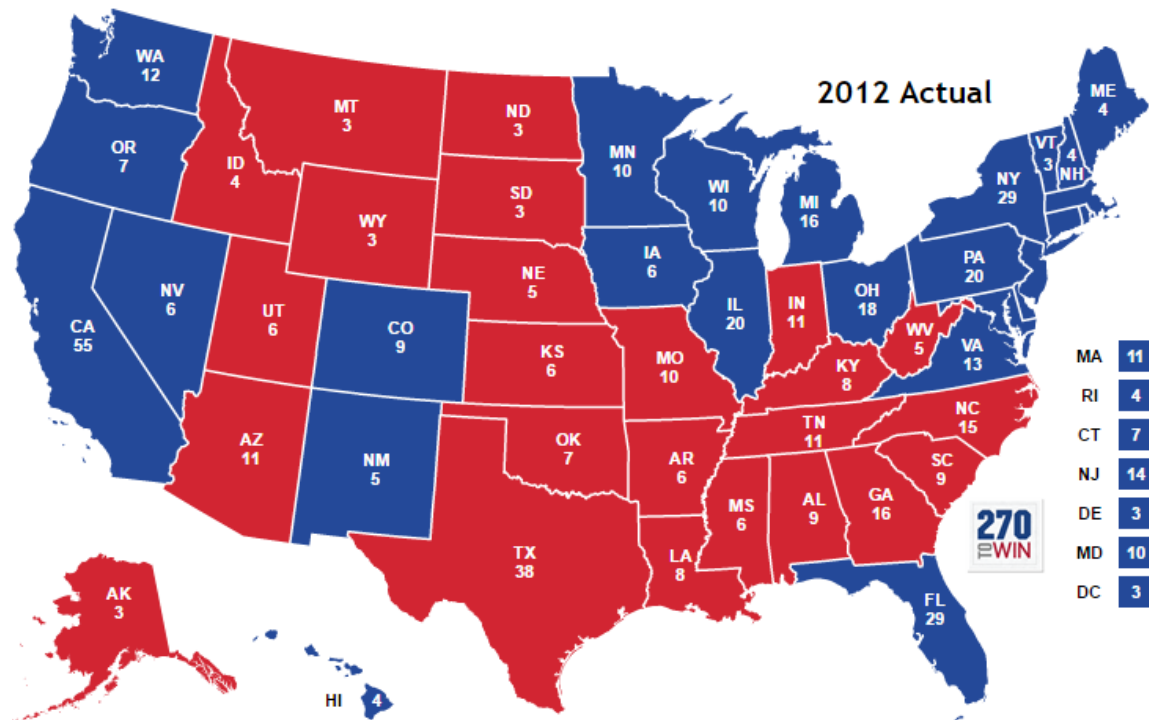 2012 Actual
WA
12
OR
7
CA
55
NV
6
ID
4
MT
3
WY
3
UT
6
CO
9
AZ
11
NM
5
ND
3
SD
3
NE
5
KS
6
OK
7
TX
38
MN
10
IA
6
MO
10
AR
6
LA
8
WI
10
IL
20
MI
16
IN
11
OH
18
KY
8
TN
11
MS
6
AL
9
GA
16
FL
29
SC
9
NC
15
VA
13
WV
5
PA
20
NY
29
VT
3
4
NH
ME
4
AK
3
HI 4
MA 11
RI 4
CT 7
NJ 14
DE 3
MD 10
DC 3
270
TO WIN